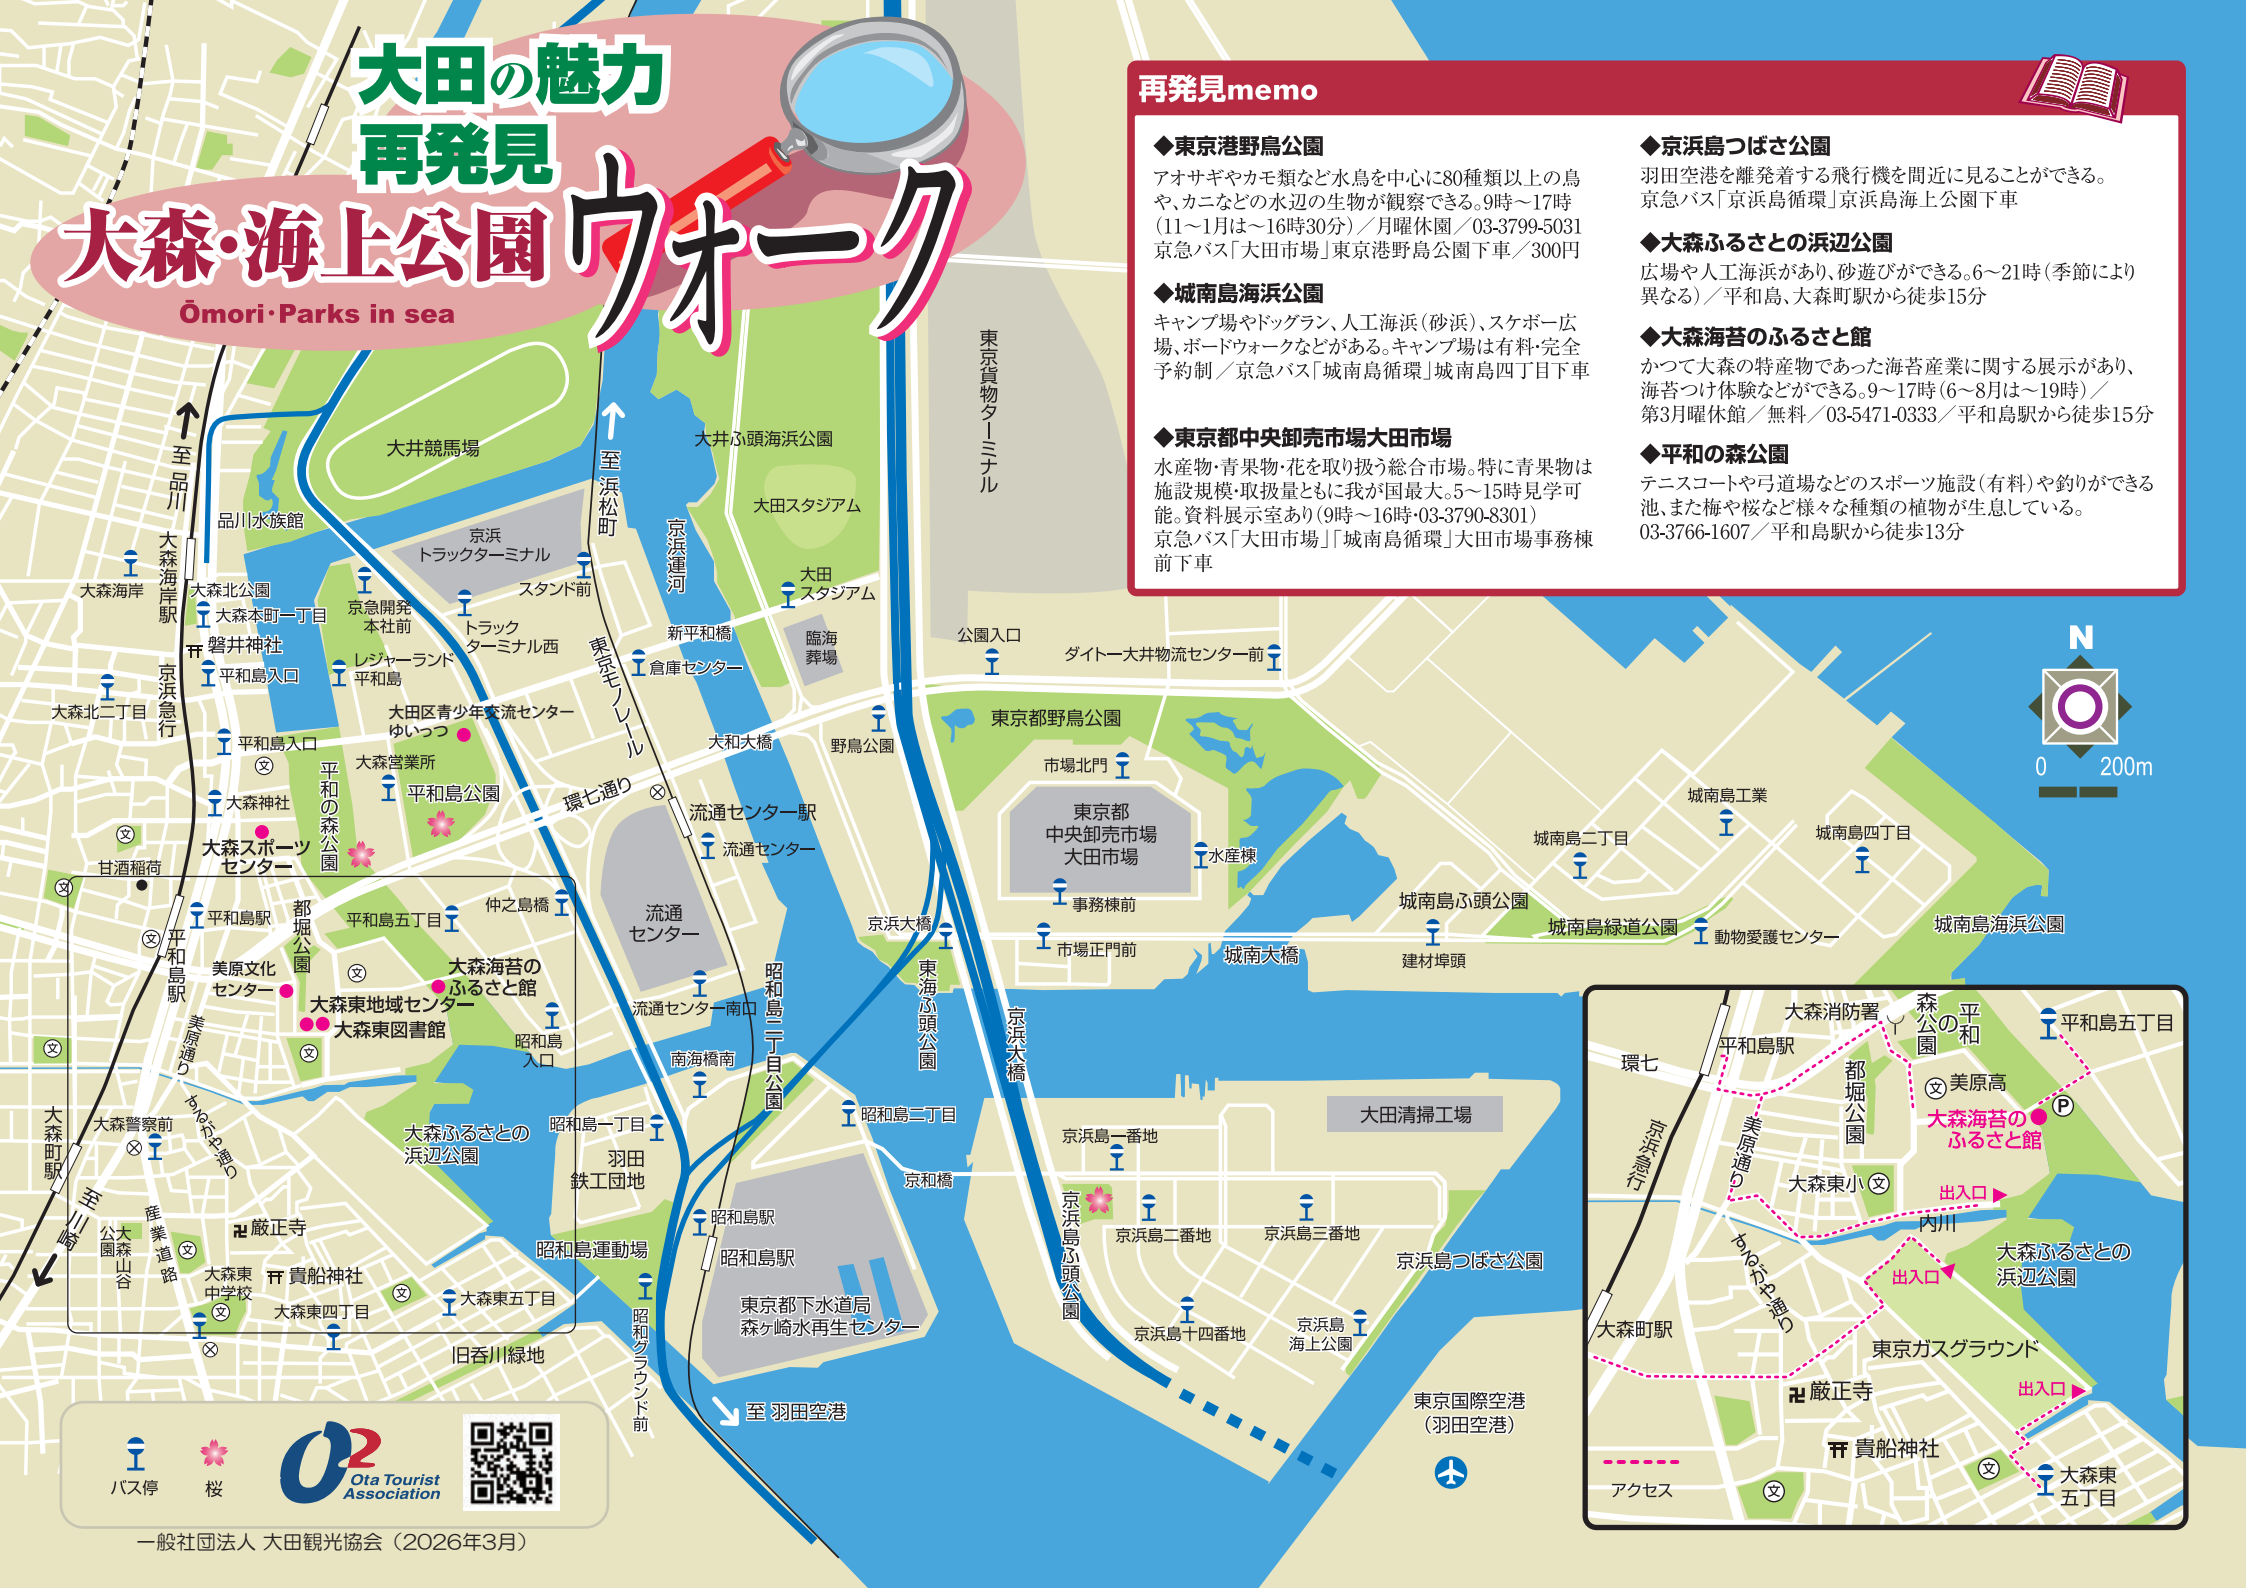 大田の魅力
再発見
大森・海上公園ウォーク
Ōmori・Parks in sea
再発見memo
◆東京港野鳥公園
アオサギやカモ類など水鳥を中心に80種類以上の鳥
や、カニなどの水辺の生物が観察できる。9時～17時
（11～1月は～16時30分）／月曜休園／03-3799-5031
京急バス「大田市場」東京港野鳥公園下車／300円
◆城南島海浜公園
キャンプ場やドッグラン、人工海浜（砂浜）、スケボー広
場、ボードウォークなどがある。キャンプ場は有料・完全
予約制／京急バス「城南島循環」城南島四丁目下車
◆東京都中央卸売市場大田市場
水産物・青果物・花を取り扱う総合市場。特に青果物は
施設規模・取扱量ともに我が国最大。5～15時見学可
能。資料展示室あり（9時～16時・03-3790-8301）
京急バス「大田市場」「城南島循環」大田市場事務棟
前下車
◆京浜島つばさ公園
羽田空港を離発着する飛行機を間近に見ることができる。
京急バス「京浜島循環」京浜島海上公園下車
◆大森ふるさとの浜辺公園
広場や人工海浜があり、砂遊びができる。6～21時（季節により
異なる）／平和島、大森町駅から徒歩15分
◆大森海苔のふるさと館
かつて大森の特産物であった海苔産業に関する展示があり、
海苔つけ体験などができる。9～17時（6～8月は～19時）／
第3月曜休館／無料／03-5471-0333／平和島駅から徒歩15分
◆平和の森公園
テニスコートや弓道場などのスポーツ施設（有料）や釣りができる
池、また梅や桜など様々な種類の植物が生息している。
03-3766-1607／平和島駅から徒歩13分
N
0 200m
至 品川
大井競馬場
至 浜松町
大井ふ頭海浜公園
東京貨物ターミナル
大田スタジアム
品川水族館
京浜
トラックターミナル
京浜運河
大森海岸駅
大森海岸
大森北公園
大森本町一丁目
磐井神社
平和島入口
京急開発
本社前
スタンド前
トラック
ターミナル西
レジャーランド
平和島
大田
スタジアム
新平和橋
倉庫センター
臨海
葬場
公園入口
ダイトー大井物流センター前
京浜急行
大森北二丁目
東京モノレール
大田区青少年交流センター
ゆいっつ
平和島入口
文
大森営業所
平和島公園
平和の森公園
大和大橋
野鳥公園
東京都野鳥公園
市場北門
環七通り
大森神社
文
大森スポーツ
センター
流通センター駅
流通センター
東京都
中央卸売市場
大田市場
水産棟
事務棟前
城南島工業
城南島二丁目
城南島四丁目
甘酒稲荷
文
平和島駅
都堀公園
平和島五丁目
仲之島橋
流通
センター
京浜大橋
市場正門前
城南大橋
城南島ふ頭公園
建材埠頭
城南島緑道公園
動物愛護センター
城南島海浜公園
文
平和島駅
美原文化
センター
文
大森海苔の
ふるさと館
大森東地域センター
大森東図書館
流通センター南口
昭和島二丁目公園
東海ふ頭公園
京浜大橋
美原通り
文
文
昭和島
入口
南海橋南
大森町駅
大森警察前
するがや通り
大森ふるさとの
浜辺公園
昭和島一丁目
昭和島二丁目
羽田
鉄工団地
京和橋
京浜島一番地
大田清掃工場
至 川崎
大森山谷公園
産業道路
文
厳正寺
昭和島運動場
昭和島駅
昭和島駅
京浜島ふ頭公園
京浜島二番地
京浜島三番地
京浜島つばさ公園
大森東
中学校
文
貴船神社
大森東四丁目
文
大森東五丁目
昭和グラウンド前
東京都下水道局
森ヶ崎水再生センター
京浜島十四番地
京浜島
海上公園
旧呑川緑地
至 羽田空港
東京国際空港
（羽田空港）
大森消防署
平和の森公園
平和島五丁目
平和島駅
環七
都堀公園
文 美原高
P
大森海苔の
ふるさと館
京浜急行
美原通り
大森東小 文
出入口
内川
大森ふるさとの
浜辺公園
するがや通り
出入口
大森町駅
東京ガスグラウンド
出入口
厳正寺
貴船神社
文
大森東
五丁目
アクセス
文
バス停
桜
O2
Ota Tourist
Association
一般社団法人 大田観光協会（2026年3月）